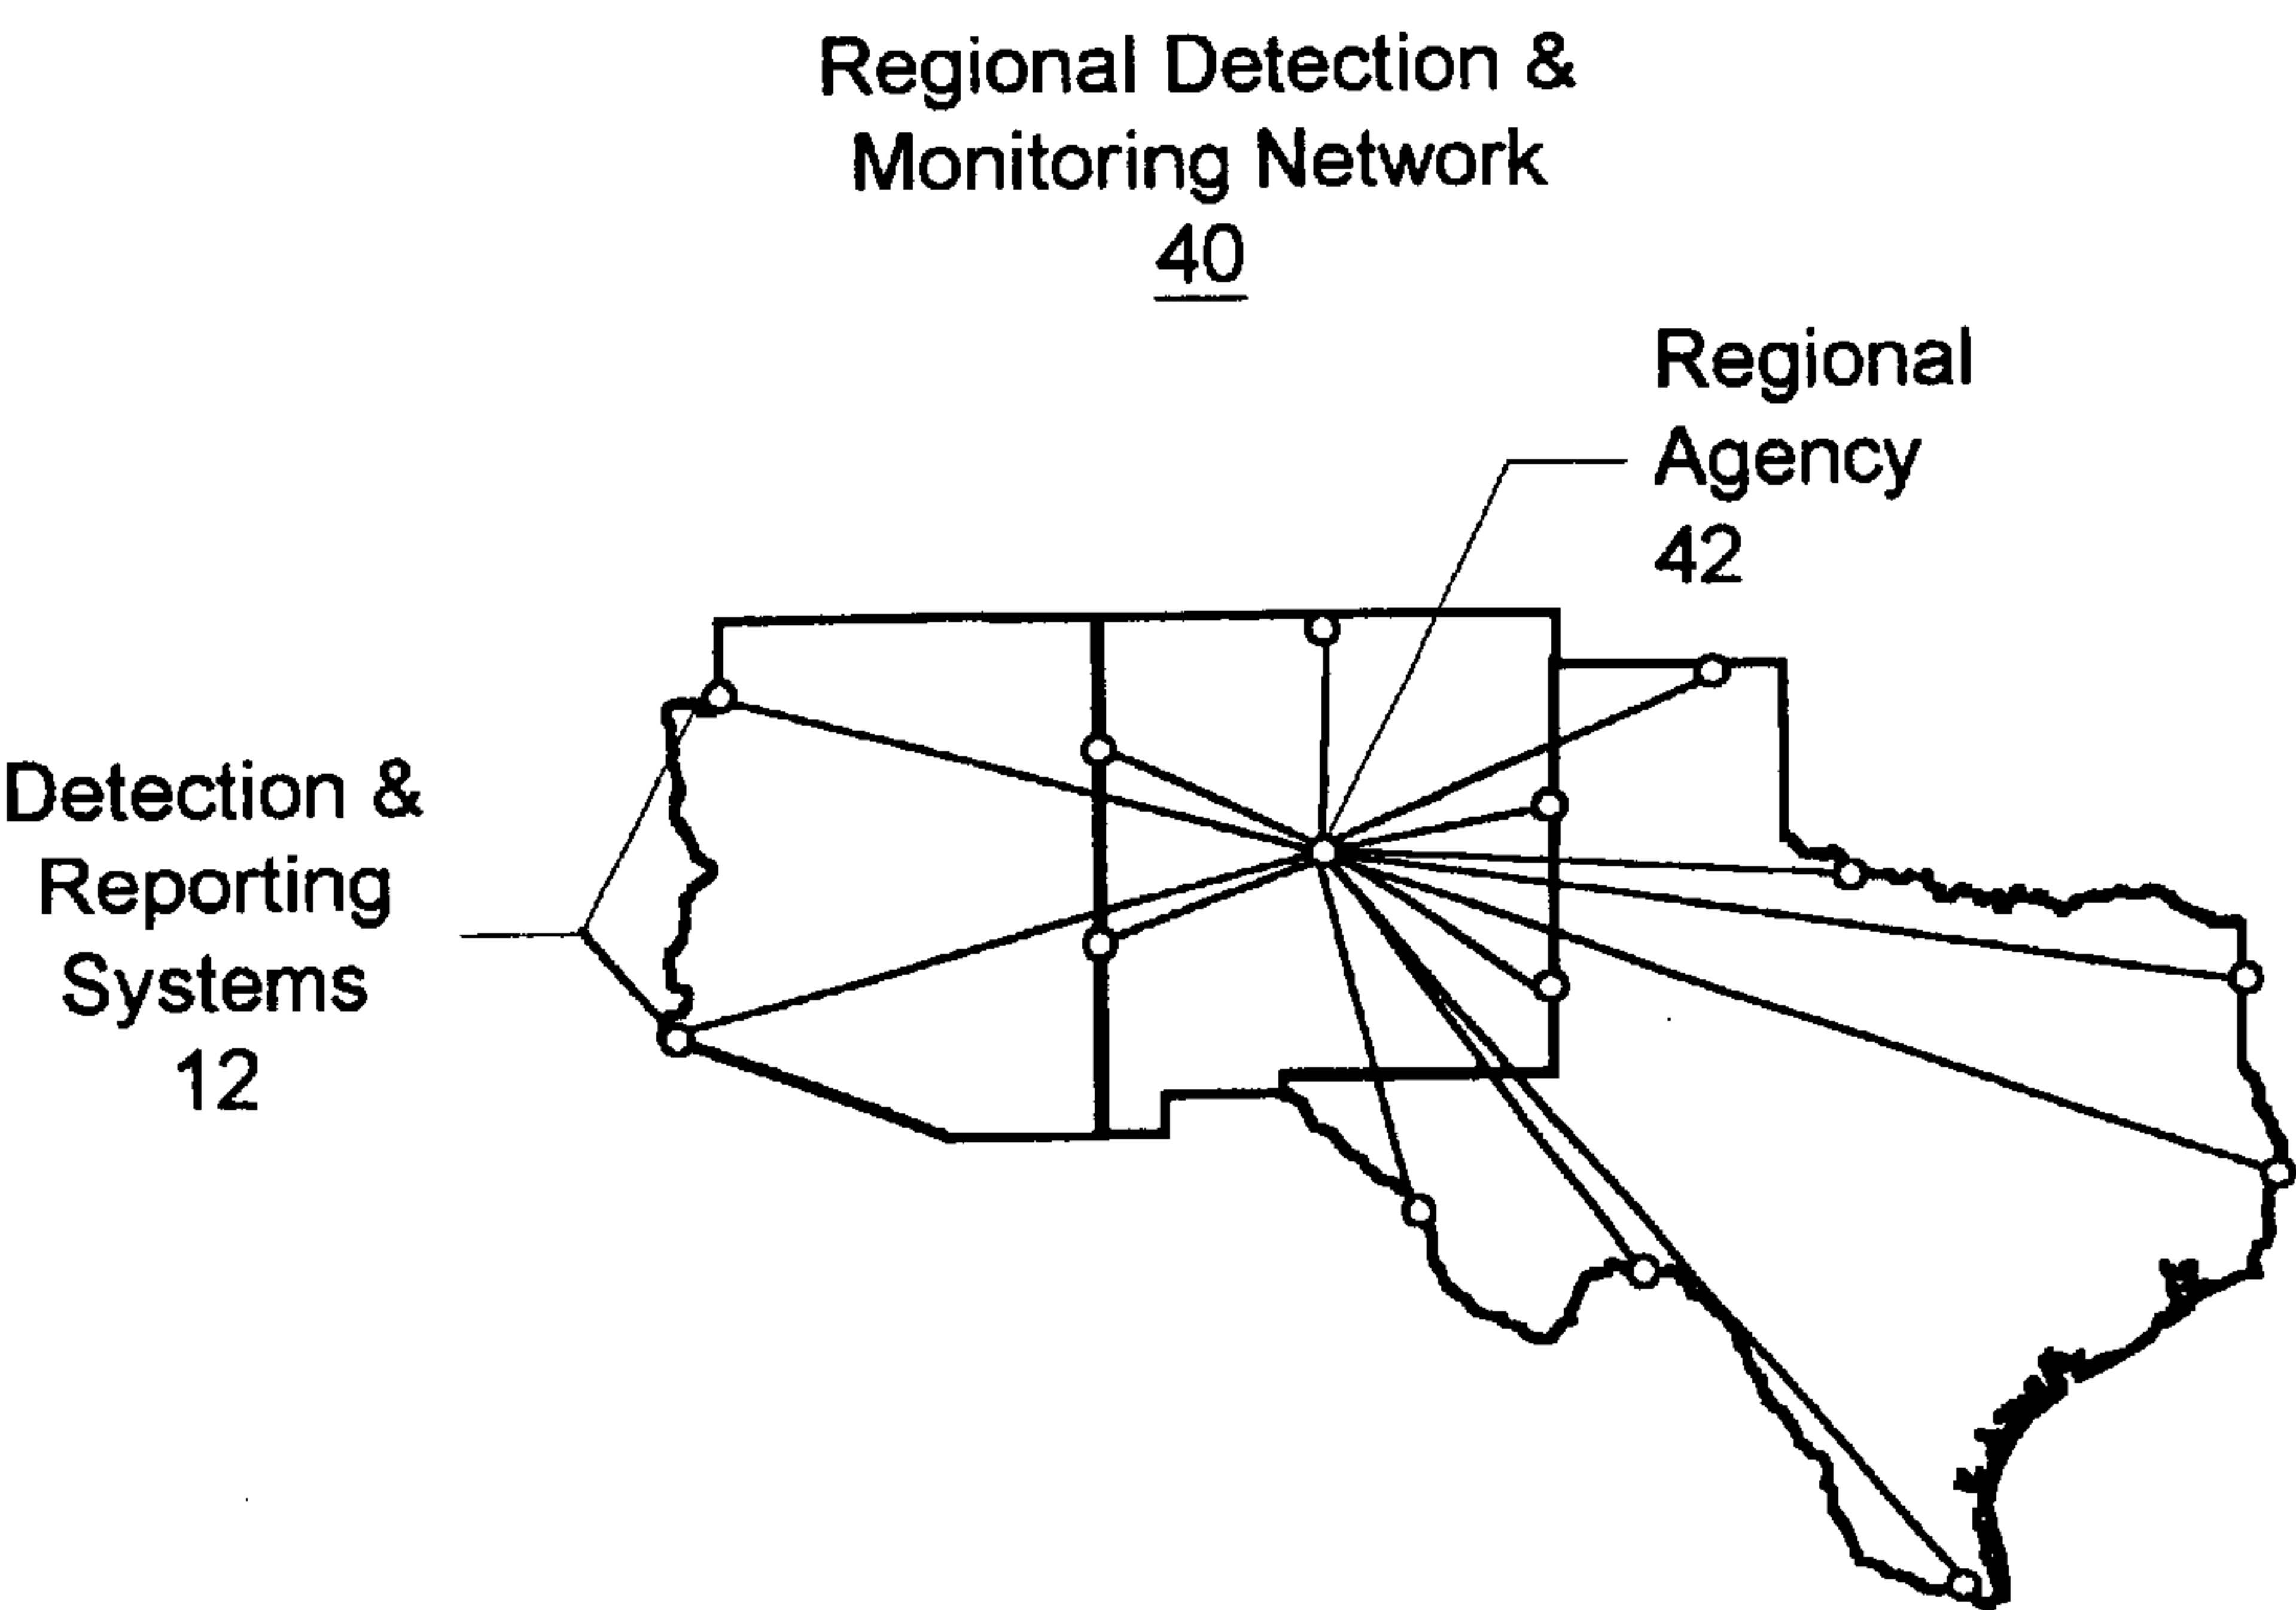 Regional Detection &
Monitoring Network
40
Regional
Agency
42
Detection &
Reporting
Systems
12